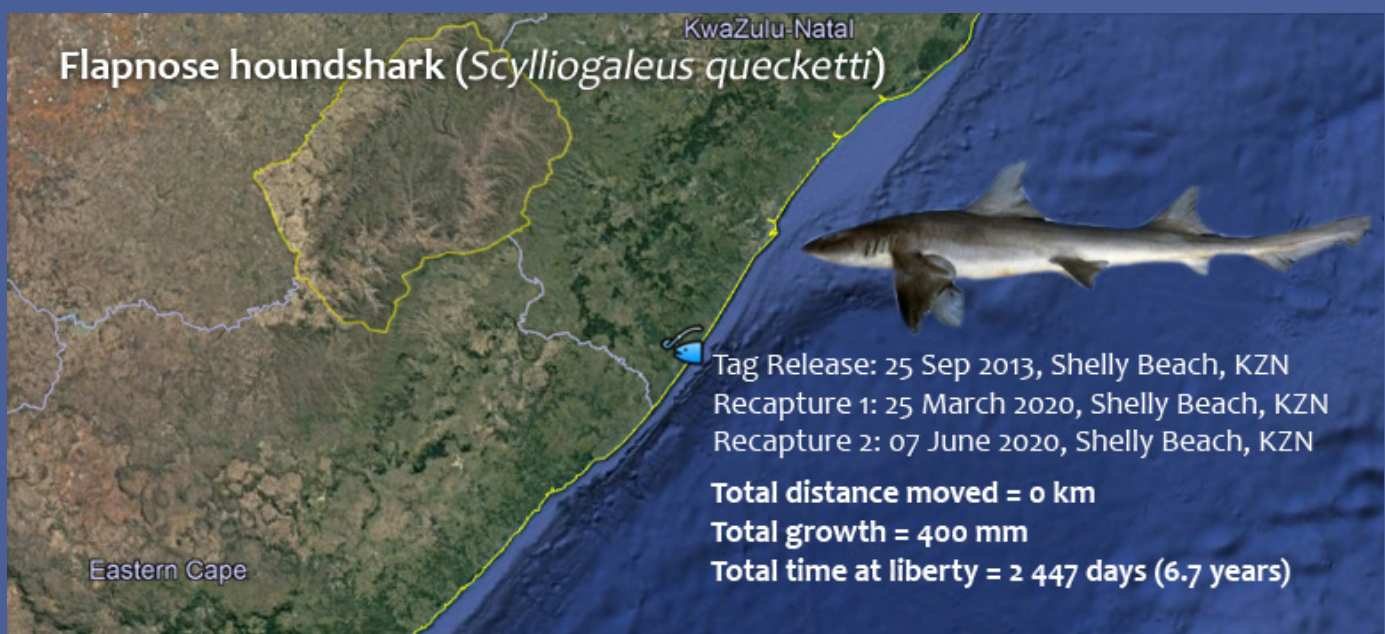 KwaZulu-Natal
Flapnose houndshark (Scylliogaleus quecketti)
Tag Release: 25 Sep 2013, Shelly Beach, KZN
Recapture 1: 25 March 2020, Shelly Beach, KZN
Recapture 2: 07 June 2020, Shelly Beach, KZN
Total distance moved = 0 km
Total growth = 400 mm
Total time at liberty = 2 447 days (6.7 years)
Eastern Cape